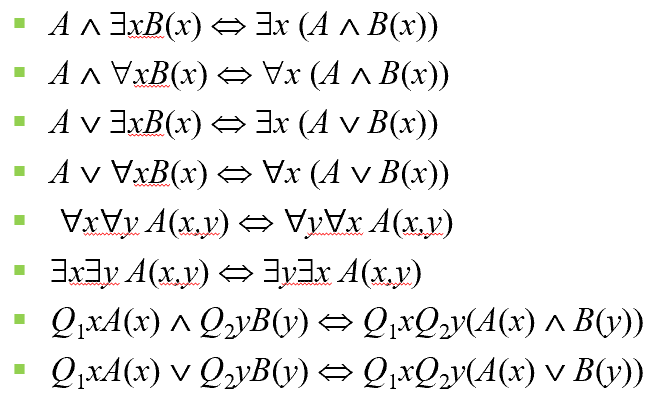 ▪ A ∧ ∃xB(x) ⇔ ∃x (A ∧ B(x))
▪ A ∧ ∀xB(x) ⇔ ∀x (A ∧ B(x))
▪ A ∨ ∃xB(x) ⇔ ∃x (A ∨ B(x))
▪ A ∨ ∀xB(x) ⇔ ∀x (A ∨ B(x))
▪ ∀x∀y A(x,y) ⇔ ∀y∀x A(x,y)
▪ ∃x∃y A(x,y) ⇔ ∃y∃x A(x,y)
▪ Q₁xA(x) ∧ Q₂yB(y) ⇔ Q₁xQ₂y(A(x) ∧ B(y))
▪ Q₁xA(x) ∨ Q₂yB(y) ⇔ Q₁xQ₂y(A(x) ∨ B(y))